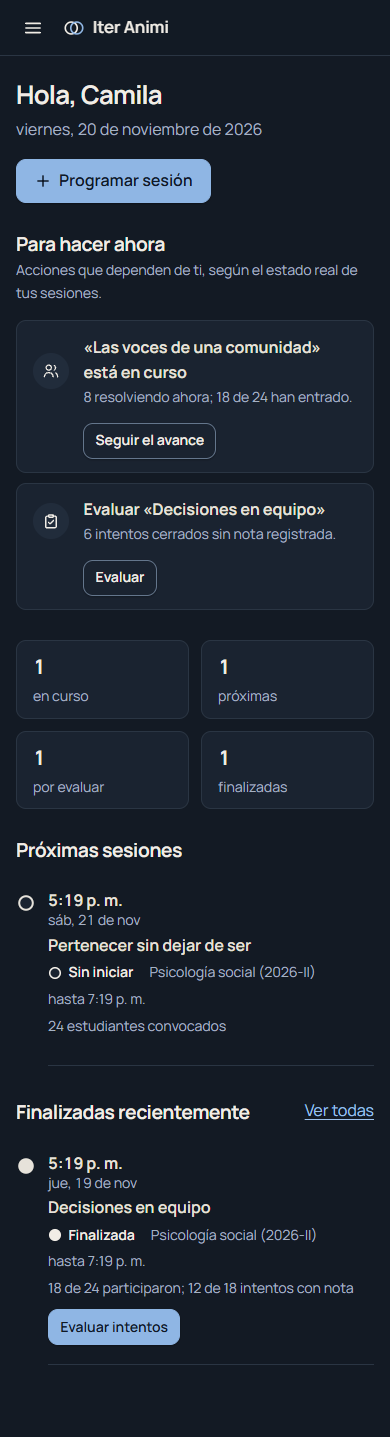 Iter Animi
Hola, Camila
viernes, 20 de noviembre de 2026
+ Programar sesión
Para hacer ahora
Acciones que dependen de ti, según el estado real de
tus sesiones.
«Las voces de una comunidad»
está en curso
8 resolviendo ahora; 18 de 24 han entrado.
Seguir el avance
Evaluar «Decisiones en equipo»
6 intentos cerrados sin nota registrada.
Evaluar
1
en curso
1
próximas
1
por evaluar
1
finalizadas
Próximas sesiones
5:19 p. m.
sáb, 21 de nov
Pertenecer sin dejar de ser
Sin iniciar Psicología social (2026-II)
hasta 7:19 p. m.
24 estudiantes convocados
Finalizadas recientemente Ver todas
5:19 p. m.
jue, 19 de nov
Decisiones en equipo
Finalizada Psicología social (2026-II)
hasta 7:19 p. m.
18 de 24 participaron; 12 de 18 intentos con nota
Evaluar intentos